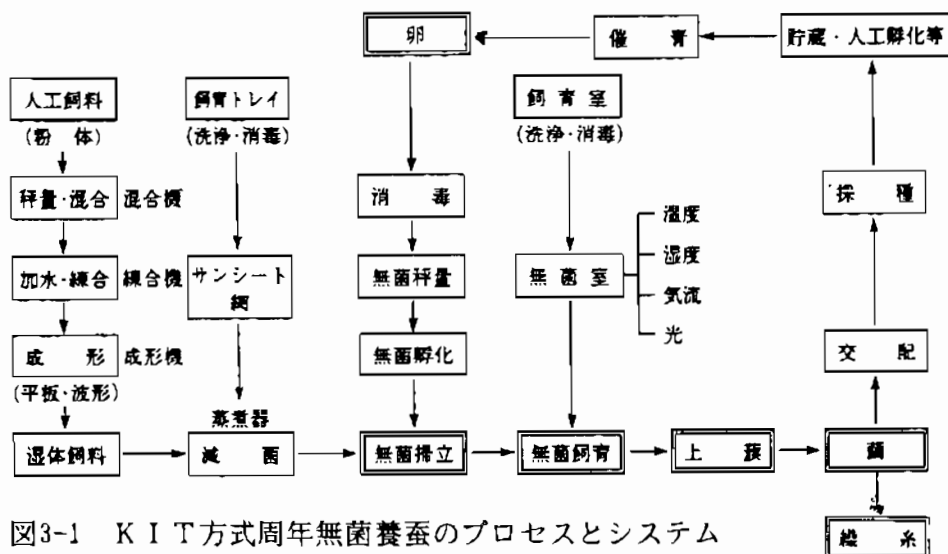 卵
催 青
貯蔵・人工孵化等
人工飼料
(粉 体)
飼育トレイ
(洗浄・消毒)
飼育室
(洗浄・消毒)
秤量・混合 混合機
消 毒
採 種
加水・練合 練合機
サンシート
網
無菌秤量
無菌室
温度
湿度
気流
光
成 形 成形機
(平板・波形)
無菌孵化
交 配
蒸煮器
湿体飼料
滅 菌
無菌掃立
無菌飼育
上 蔟
繭
繰 糸
図3-1 KIT方式周年無菌養蚕のプロセスとシステム